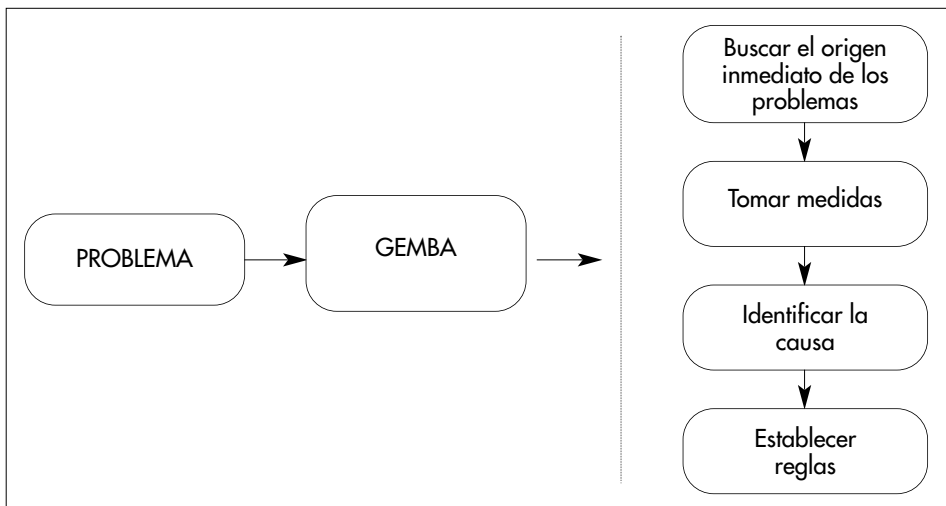 PROBLEMA
GEMBA
Buscar el origen
inmediato de los
problemas
Tomar medidas
Identificar la
causa
Establecer
reglas